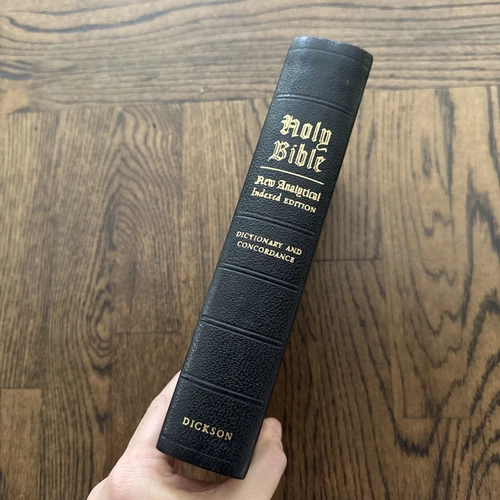 Holy
Bible
New Analytical
Indexed EDITION
DICTIONARY AND
CONCORDANCE
DICKSON